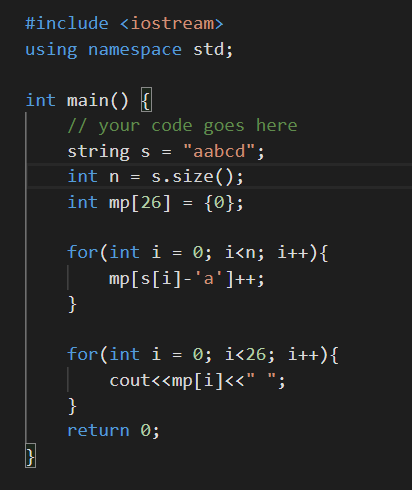 #include <iostream>
using namespace std;
int main() {
// your code goes here
string s = "aabcd";
int n = s.size();
int mp[26] = {0};
for(int i = 0; i<n; i++){
mp[s[i]-'a']++;
}
for(int i = 0; i<26; i++){
cout<<mp[i]<<" ";
}
return 0;
}